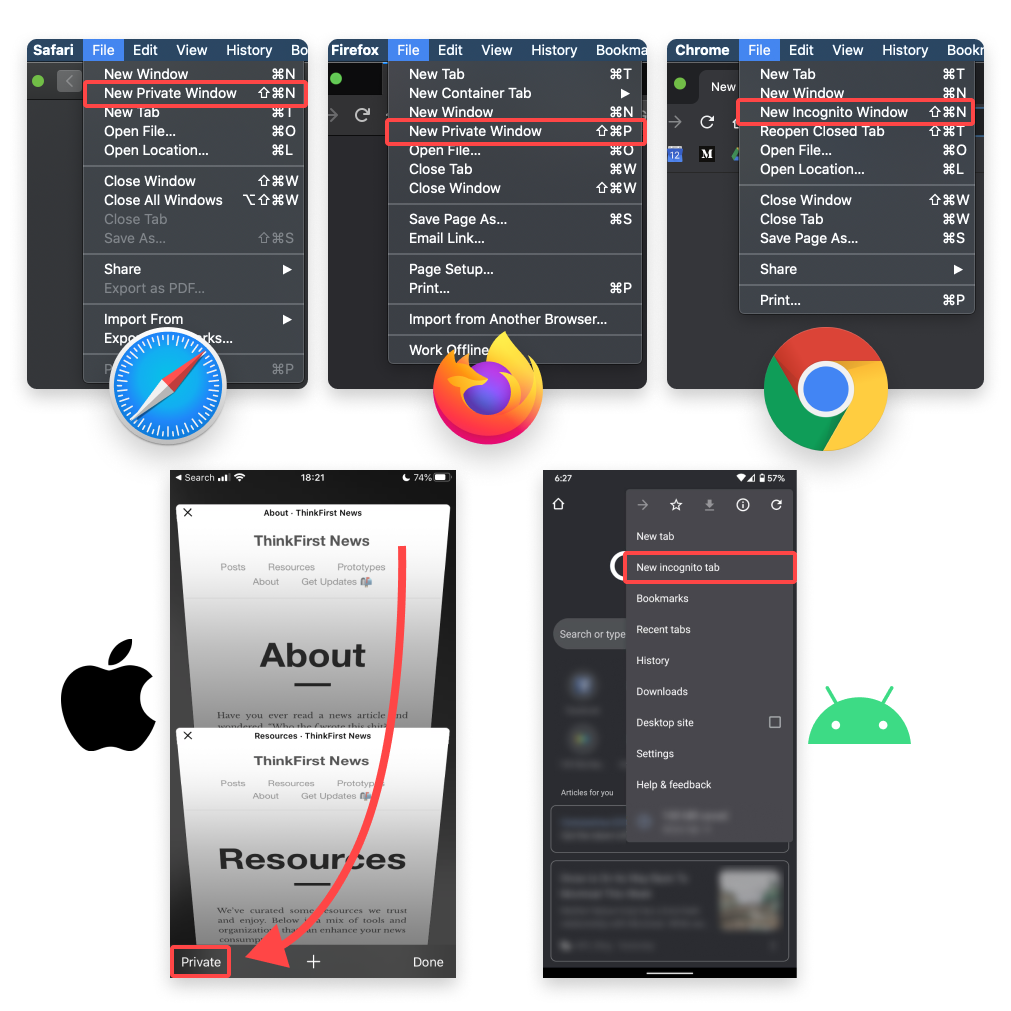 Safari File Edit View History Bo
New Window ⌘N
New Private Window ⇧⌘N
New Tab ⌘T
Open File... ⌘O
Open Location... ⌘L
Close Window ⇧⌘W
Close All Windows ⌥⇧⌘W
Close Tab
Save As... ⇧⌘S
Share ▶
Export as PDF...
Import From ▶
Expo rks...
P ⌘P
Firefox File Edit View History Bookma
New Tab ⌘T
New Container Tab ▶
New Window ⌘N
New Private Window ⇧⌘P
Open File... ⌘O
Close Tab ⌘W
Close Window ⇧⌘W
Save Page As... ⌘S
Email Link...
Page Setup...
Print... ⌘P
Import from Another Browser...
Work Offline
Chrome File Edit View History Bookr
New
12 M
New Tab ⌘T
New Window ⌘N
New Incognito Window ⇧⌘N
Reopen Closed Tab ⇧⌘T
Open File... ⌘O
Open Location... ⌘L
Close Window ⇧⌘W
Close Tab ⌘W
Save Page As... ⌘S
Share ▶
Print... ⌘P
◀ Search 18:21 74%
✕ About · ThinkFirst News
ThinkFirst News
Posts Resources Prototypes
About Get Updates 📬
About
Have you ever read a news article and
wondered, "Who the f wrote this shit?"
✕ Resources · ThinkFirst News
ThinkFirst News
Posts Resources Prototypes
About Get Updates 📬
Resources
We've curated some resources we trust
and enjoy. Below is a mix of tools and
organizations that can enhance your news
consumpt
Private + Done
6:27 57%
New tab
New incognito tab
Bookmarks
Recent tabs
History
Downloads
Desktop site
Settings
Help & feedback
Search or type
Articles for you